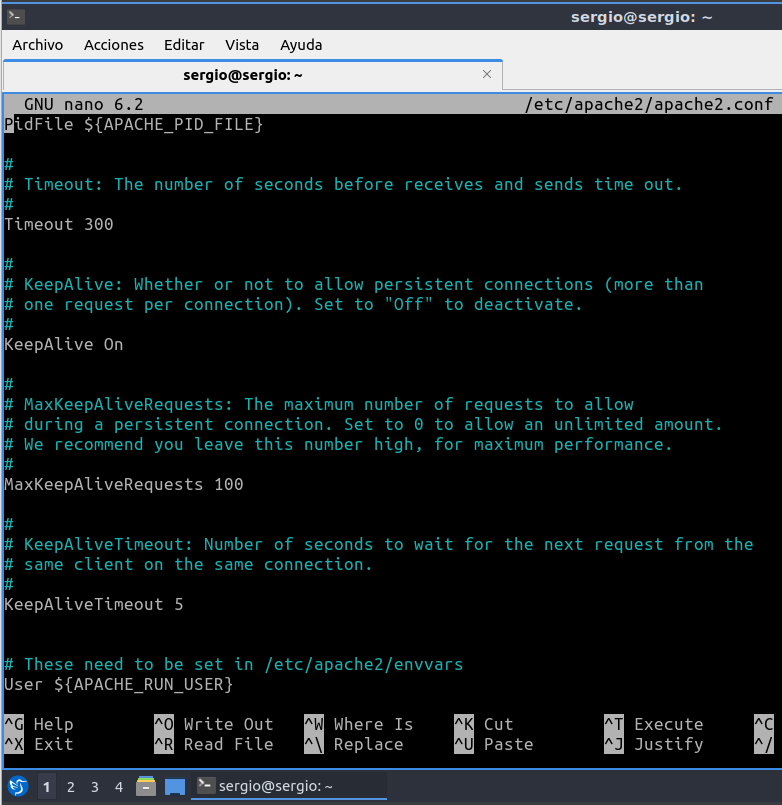 sergio@sergio: ~
Archivo Acciones Editar Vista Ayuda
sergio@sergio: ~
GNU nano 6.2 /etc/apache2/apache2.conf
PidFile ${APACHE_PID_FILE}
#
# Timeout: The number of seconds before receives and sends time out.
#
Timeout 300
#
# KeepAlive: Whether or not to allow persistent connections (more than
# one request per connection). Set to "Off" to deactivate.
#
KeepAlive On
#
# MaxKeepAliveRequests: The maximum number of requests to allow
# during a persistent connection. Set to 0 to allow an unlimited amount.
# We recommend you leave this number high, for maximum performance.
#
MaxKeepAliveRequests 100
#
# KeepAliveTimeout: Number of seconds to wait for the next request from the
# same client on the same connection.
#
KeepAliveTimeout 5
# These need to be set in /etc/apache2/envvars
User ${APACHE_RUN_USER}
^G Help ^O Write Out ^W Where Is ^K Cut ^T Execute ^C
^X Exit ^R Read File ^\ Replace ^U Paste ^J Justify ^/
1 2 3 4 sergio@sergio: ~